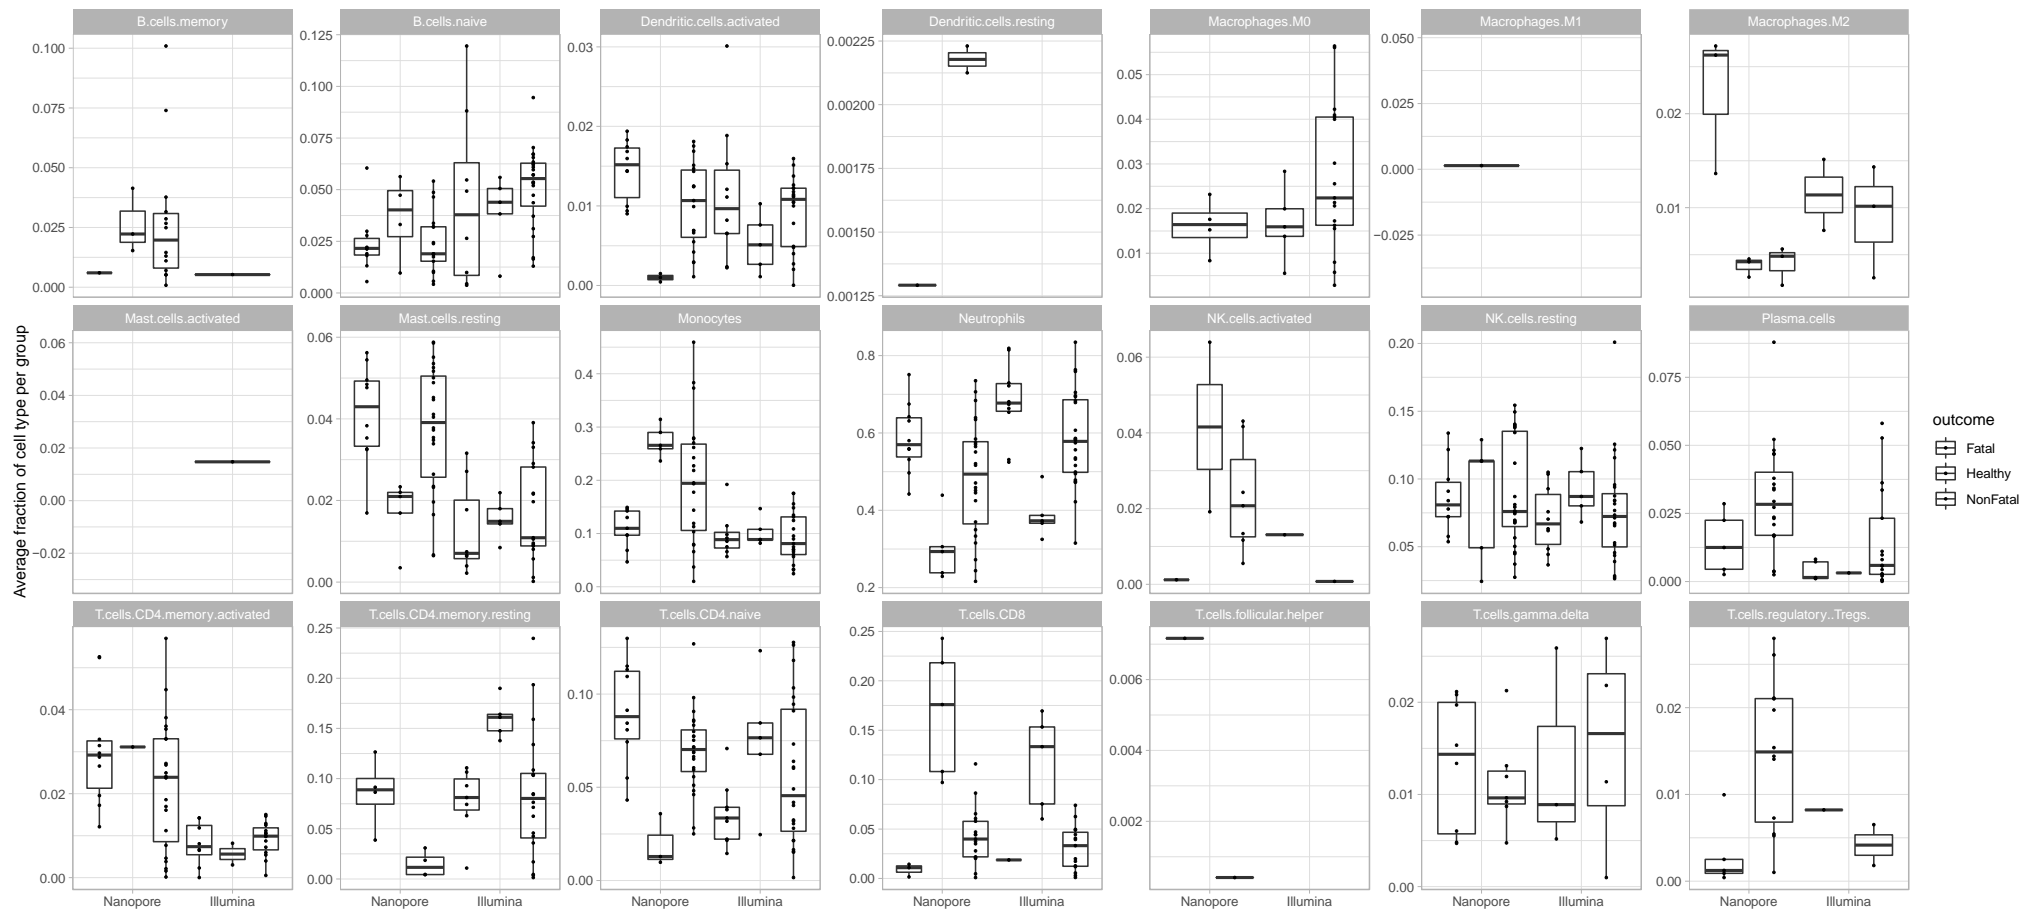 B.cells.memory
B.cells.naive
Dendritic.cells.activated
Dendritic.cells.resting
Macrophages.M0
Macrophages.M1
Macrophages.M2
0.100
0.075
0.050
0.025
0.000
0.125
0.100
0.075
0.050
0.025
0.000
0.03
0.02
0.01
0.00
0.00225
0.00200
0.00175
0.00150
0.00125
0.05
0.04
0.03
0.02
0.01
0.050
0.025
0.000
−0.025
0.02
0.01
Average fraction of cell type per group
Mast.cells.activated
Mast.cells.resting
Monocytes
Neutrophils
NK.cells.activated
NK.cells.resting
Plasma.cells
0.06
0.04
0.02
0.00
−0.02
0.06
0.04
0.02
0.00
0.4
0.3
0.2
0.1
0.0
0.8
0.6
0.4
0.2
0.06
0.04
0.02
0.00
0.20
0.15
0.10
0.05
0.075
0.050
0.025
0.000
outcome
Fatal
Healthy
NonFatal
T.cells.CD4.memory.activated
T.cells.CD4.memory.resting
T.cells.CD4.naive
T.cells.CD8
T.cells.follicular.helper
T.cells.gamma.delta
T.cells.regulatory..Tregs.
0.04
0.02
0.00
0.25
0.20
0.15
0.10
0.05
0.00
0.10
0.05
0.00
0.25
0.20
0.15
0.10
0.05
0.00
0.006
0.004
0.002
0.02
0.01
0.00
0.02
0.01
0.00
Nanopore Illumina
Nanopore Illumina
Nanopore Illumina
Nanopore Illumina
Nanopore Illumina
Nanopore Illumina
Nanopore Illumina